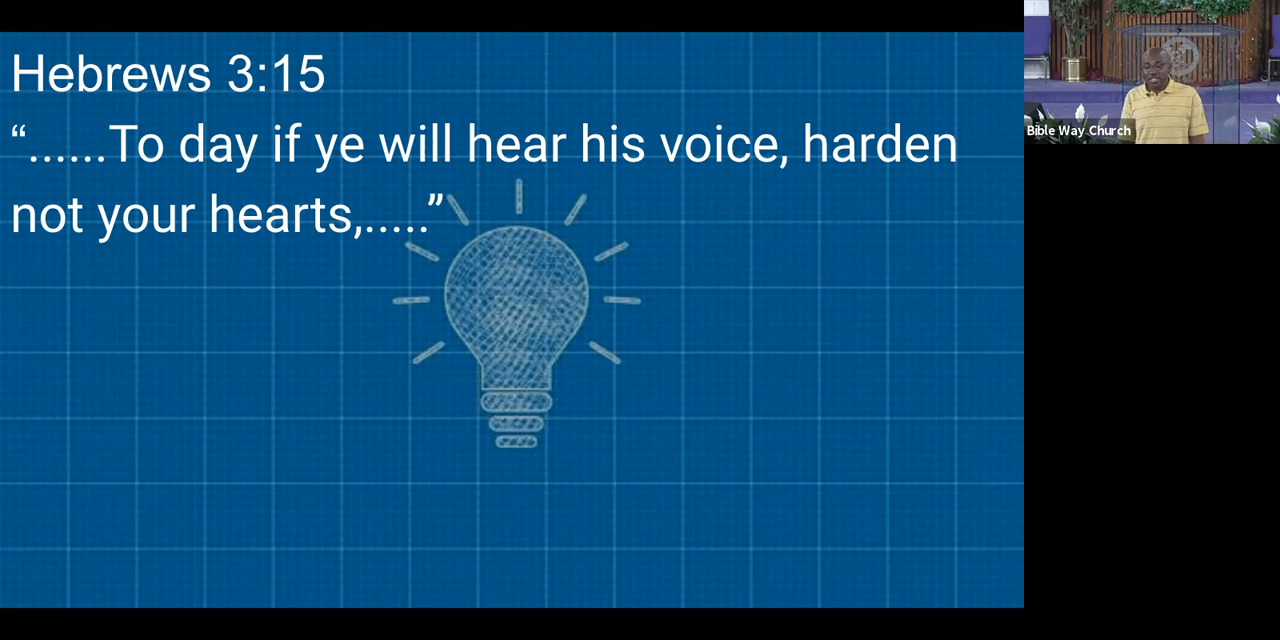 Hebrews 3:15
“......To day if ye will hear his voice, harden
not your hearts,.....”
Bible Way Church